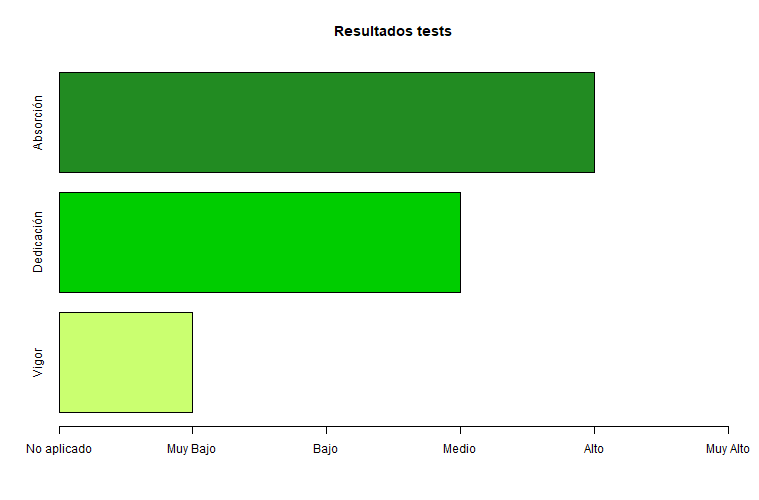 Resultados tests
Absorción
Dedicación
Vigor
No aplicado Muy Bajo Bajo Medio Alto Muy Alto